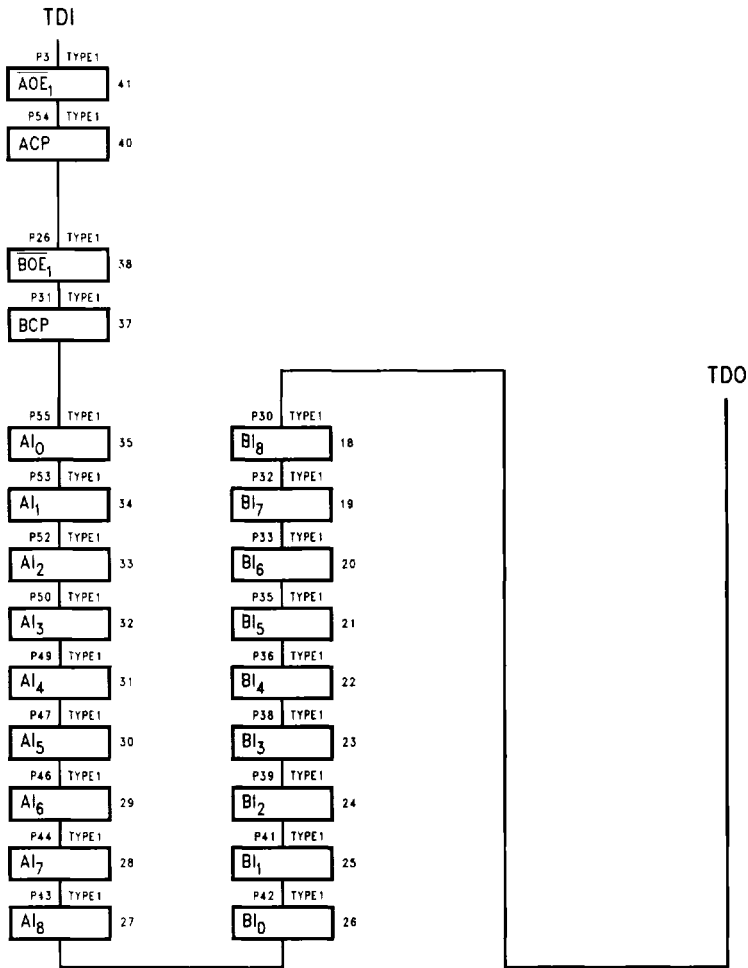 TDI
P3 TYPE1
AOE1 41
P54 TYPE1
ACP 40
P26 TYPE1
BOE1 38
P31 TYPE1
BCP 37
P55 TYPE1
AI0 35
P53 TYPE1
AI1 34
P52 TYPE1
AI2 33
P50 TYPE1
AI3 32
P49 TYPE1
AI4 31
P47 TYPE1
AI5 30
P46 TYPE1
AI6 29
P44 TYPE1
AI7 28
P43 TYPE1
AI8 27
P30 TYPE1
BI8 18
P32 TYPE1
BI7 19
P33 TYPE1
BI6 20
P35 TYPE1
BI5 21
P36 TYPE1
BI4 22
P38 TYPE1
BI3 23
P39 TYPE1
BI2 24
P41 TYPE1
BI1 25
P42 TYPE1
BI0 26
TDO